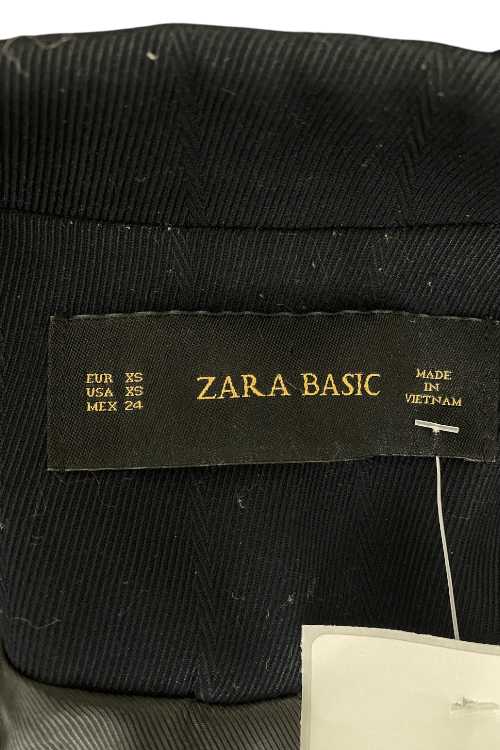 EUR XS
USA XS
MEX 24
ZARA BASIC
MADE
IN
VIETNAM